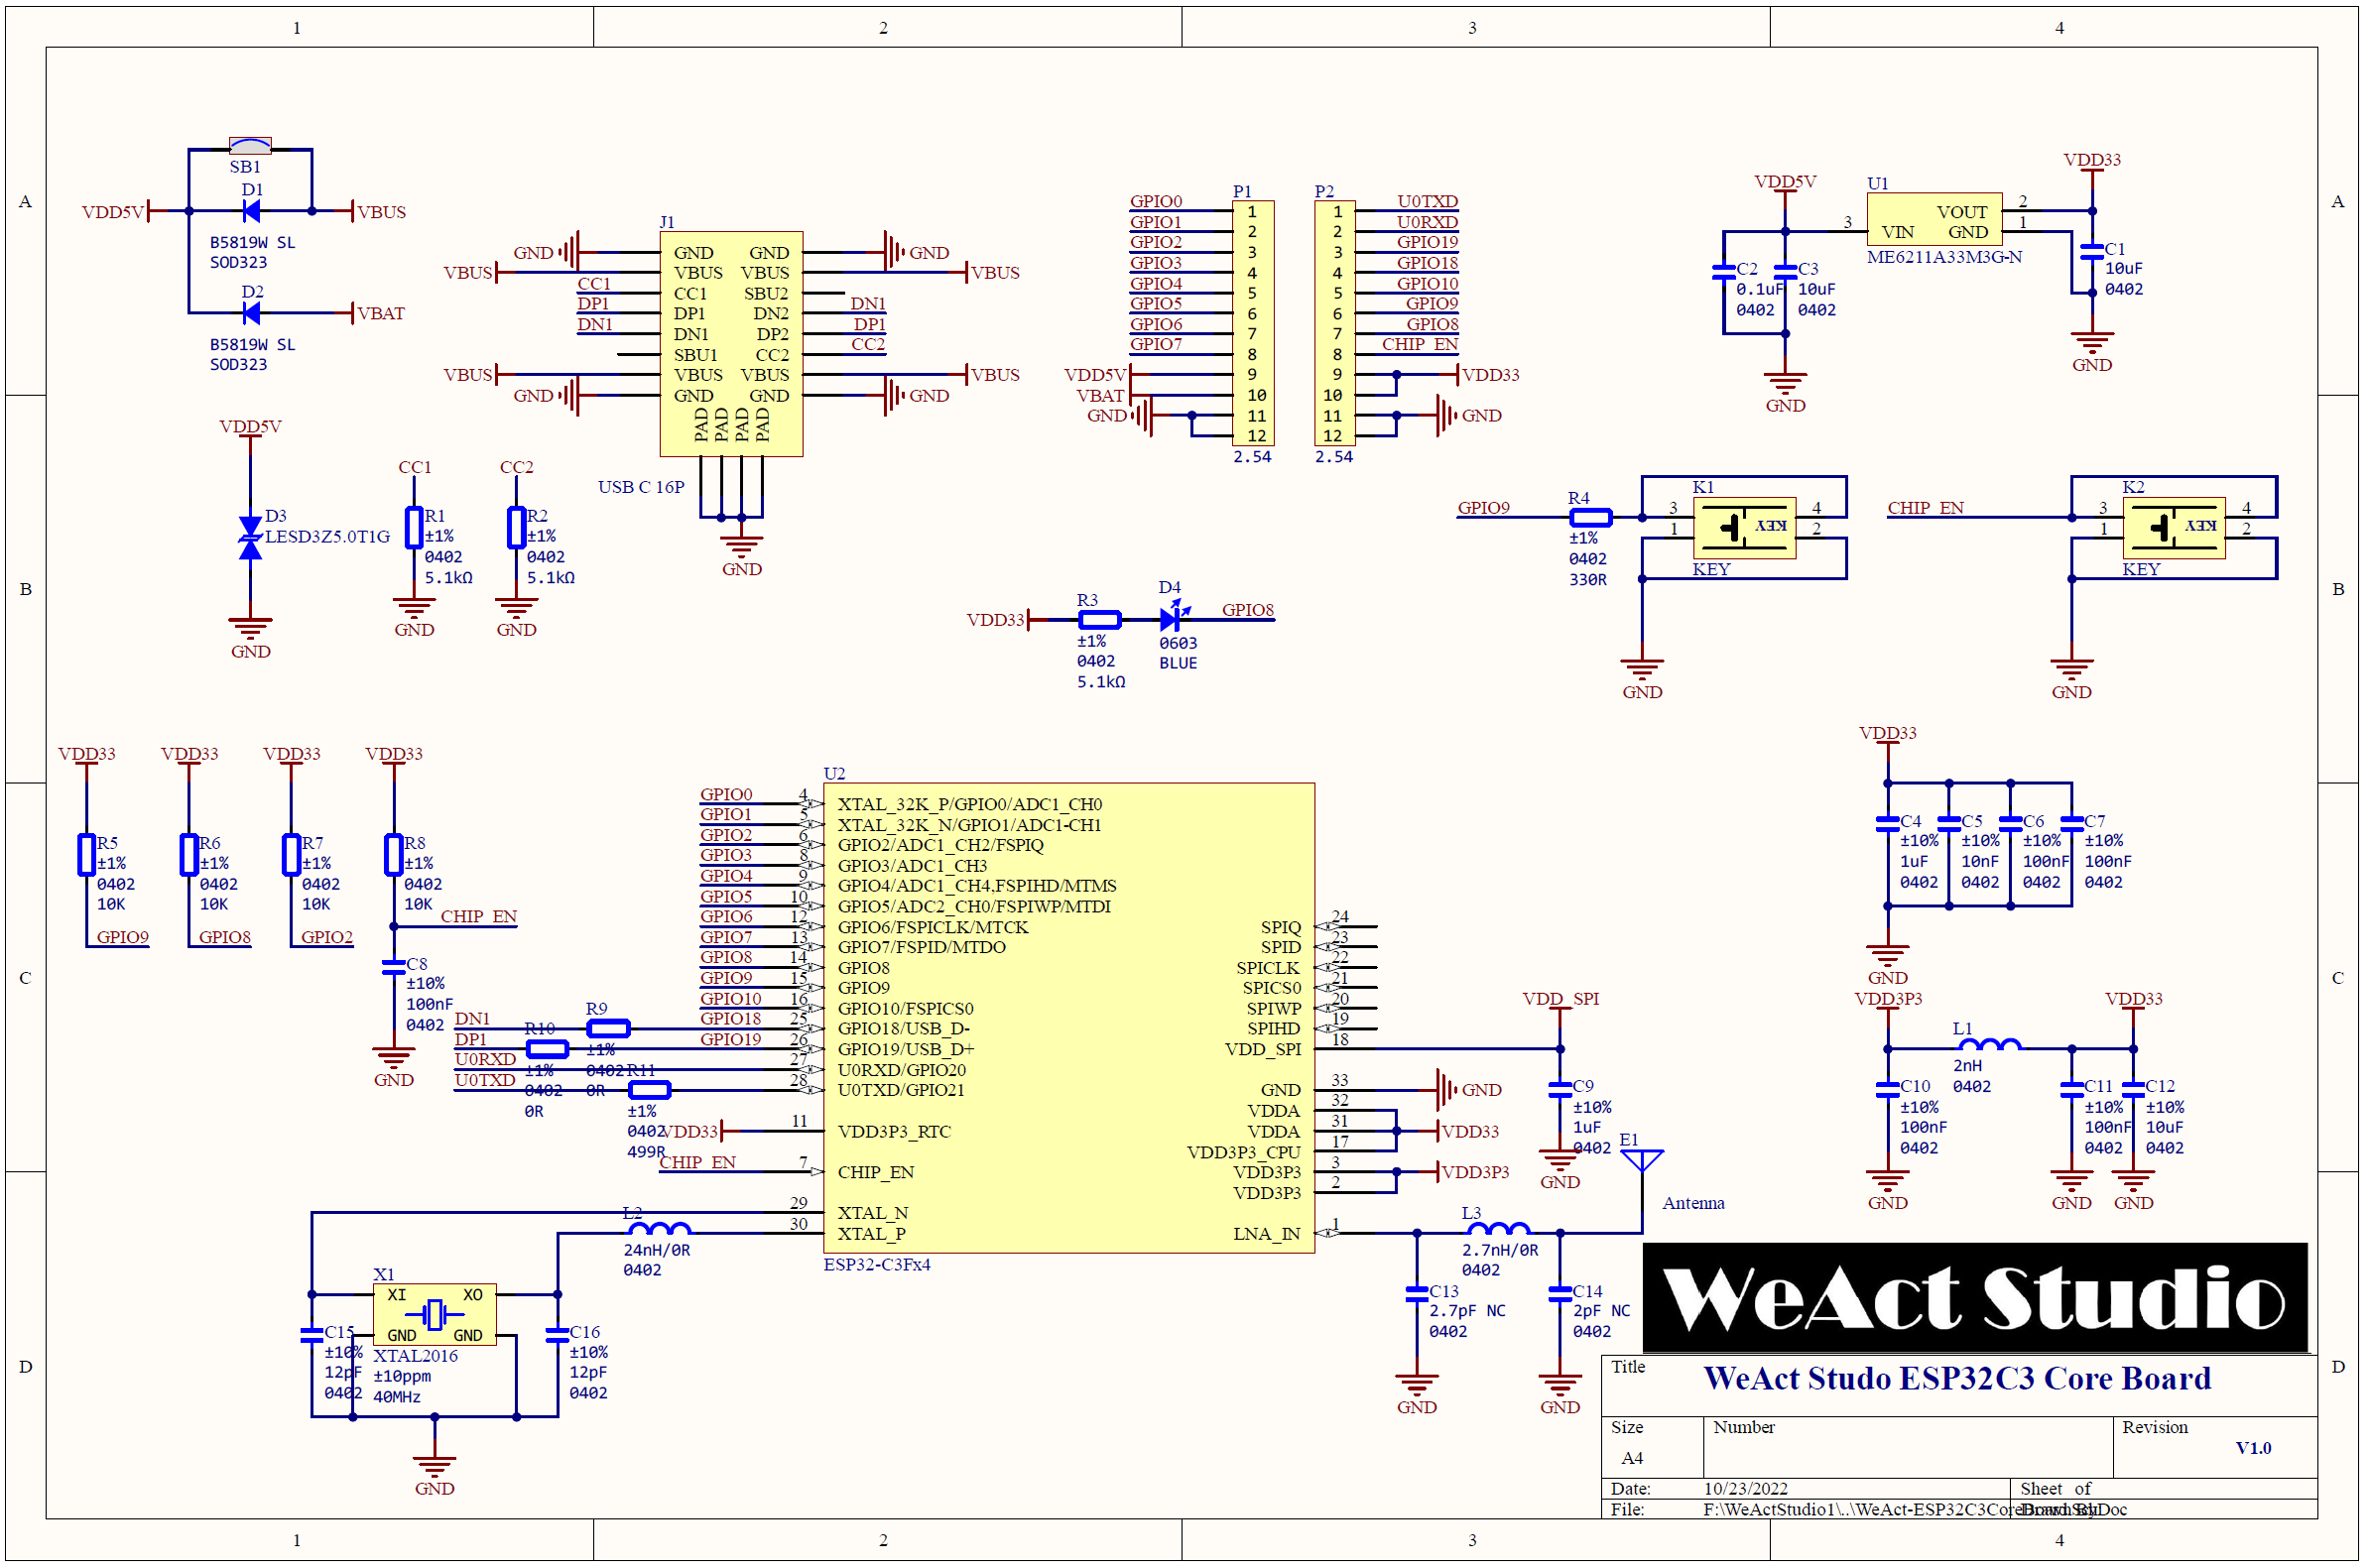 1 2 3 4
A
B
C
D
A
B
C
D
1 2 3 4
SB1
D1
VDD5V
VBUS
B5819W SL
SOD323
D2
VBAT
B5819W SL
SOD323
VDD5V
D3
LESD3Z5.0T1G
GND
CC1
R1
±1%
0402
5.1kΩ
GND
CC2
R2
±1%
0402
5.1kΩ
GND
J1
GND GND GND GND
VBUS VBUS VBUS VBUS
CC1 CC1 SBU2
DP1 DP1 DN2 DN1
DN1 DN1 DP2 DP1
SBU1 CC2 CC2
VBUS VBUS VBUS VBUS
GND GND GND GND
PAD PAD PAD PAD
USB C 16P
GND
P1
GPIO0 1
GPIO1 2
GPIO2 3
GPIO3 4
GPIO4 5
GPIO5 6
GPIO6 7
GPIO7 8
VDD5V 9
VBAT 10
GND 11
12
2.54
P2
1 U0TXD
2 U0RXD
3 GPIO19
4 GPIO18
5 GPIO10
6 GPIO9
7 GPIO8
8 CHIP_EN
9 VDD33
10
11 GND
12
2.54
VDD5V
U1
VDD33
VOUT 2
3 VIN GND 1
ME6211A33M3G-N
C2
0.1uF
0402
C3
10uF
0402
GND
C1
10uF
0402
GND
GPIO9
R4
±1%
0402
330R
K1
3 4
1 2
KEY
KEY
GND
CHIP_EN
K2
3 4
1 2
KEY
KEY
GND
VDD33
R3
±1%
0402
5.1kΩ
D4
0603
BLUE
GPIO8
VDD33
R5
±1%
0402
10K
GPIO9
VDD33
R6
±1%
0402
10K
GPIO8
VDD33
R7
±1%
0402
10K
GPIO2
VDD33
R8
±1%
0402
10K
CHIP_EN
C8
±10%
100nF
0402
GND
U2
GPIO0 4 XTAL_32K_P/GPIO0/ADC1_CH0
GPIO1 5 XTAL_32K_N/GPIO1/ADC1-CH1
GPIO2 6 GPIO2/ADC1_CH2/FSPIQ
GPIO3 8 GPIO3/ADC1_CH3
GPIO4 9 GPIO4/ADC1_CH4,FSPIHD/MTMS
GPIO5 10 GPIO5/ADC2_CH0/FSPIWP/MTDI
GPIO6 12 GPIO6/FSPICLK/MTCK
GPIO7 13 GPIO7/FSPID/MTDO
GPIO8 14 GPIO8
GPIO9 15 GPIO9
GPIO10 16 GPIO10/FSPICS0
DN1 GPIO18 25 GPIO18/USB_D-
DP1 GPIO19 26 GPIO19/USB_D+
U0RXD 27 U0RXD/GPIO20
U0TXD 28 U0TXD/GPIO21
VDD33 11 VDD3P3_RTC
CHIP_EN 7 CHIP_EN
29 XTAL_N
30 XTAL_P
R9
±1%
0402
0R
R10
±1%
0402
0R
R11
±1%
0402
499R
SPIQ 24
SPID 23
SPICLK 22
SPICS0 21
SPIWP 20
SPIHD 19
VDD_SPI 18
GND 33 GND
VDDA 32
VDDA 31 VDD33
VDD3P3_CPU 17
VDD3P3 3 VDD3P3
VDD3P3 2
LNA_IN 1
ESP32-C3Fx4
VDD_SPI
C9
±10%
1uF
0402
GND
E1
Antenna
L3
2.7nH/0R
0402
C13
2.7pF NC
0402
GND
C14
2pF NC
0402
GND
L2
24nH/0R
0402
X1
XI XO
GND GND
XTAL2016
±10ppm
40MHz
C15
±10%
12pF
0402
C16
±10%
12pF
0402
GND
VDD33
C4
±10%
1uF
0402
C5
±10%
10nF
0402
C6
±10%
100nF
0402
C7
±10%
100nF
0402
GND
VDD3P3
VDD33
L1
2nH
0402
C10
±10%
100nF
0402
GND
C11
±10%
100nF
0402
GND
C12
±10%
10uF
0402
GND
WeAct Studio
Title WeAct Studo ESP32C3 Core Board
Size Number Revision
A4 V1.0
Date: 10/23/2022 Sheet of
File: F:\WeActStudio1\..\WeAct-ESP32C3CoreBoard.SchDoc
Drawn By